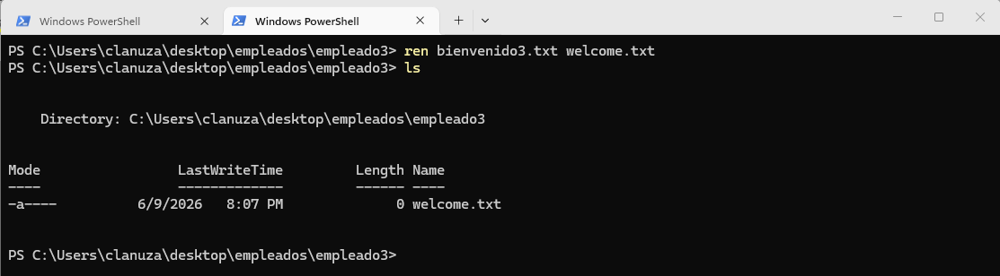 Windows PowerShell
Windows PowerShell
PS C:\Users\clanuza\desktop\empleados\empleado3> ren bienvenido3.txt welcome.txt
PS C:\Users\clanuza\desktop\empleados\empleado3> ls
Directory: C:\Users\clanuza\desktop\empleados\empleado3
Mode                 LastWriteTime         Length Name
----                 -------------         ------ ----
-a----          6/9/2026   8:07 PM              0 welcome.txt
PS C:\Users\clanuza\desktop\empleados\empleado3>